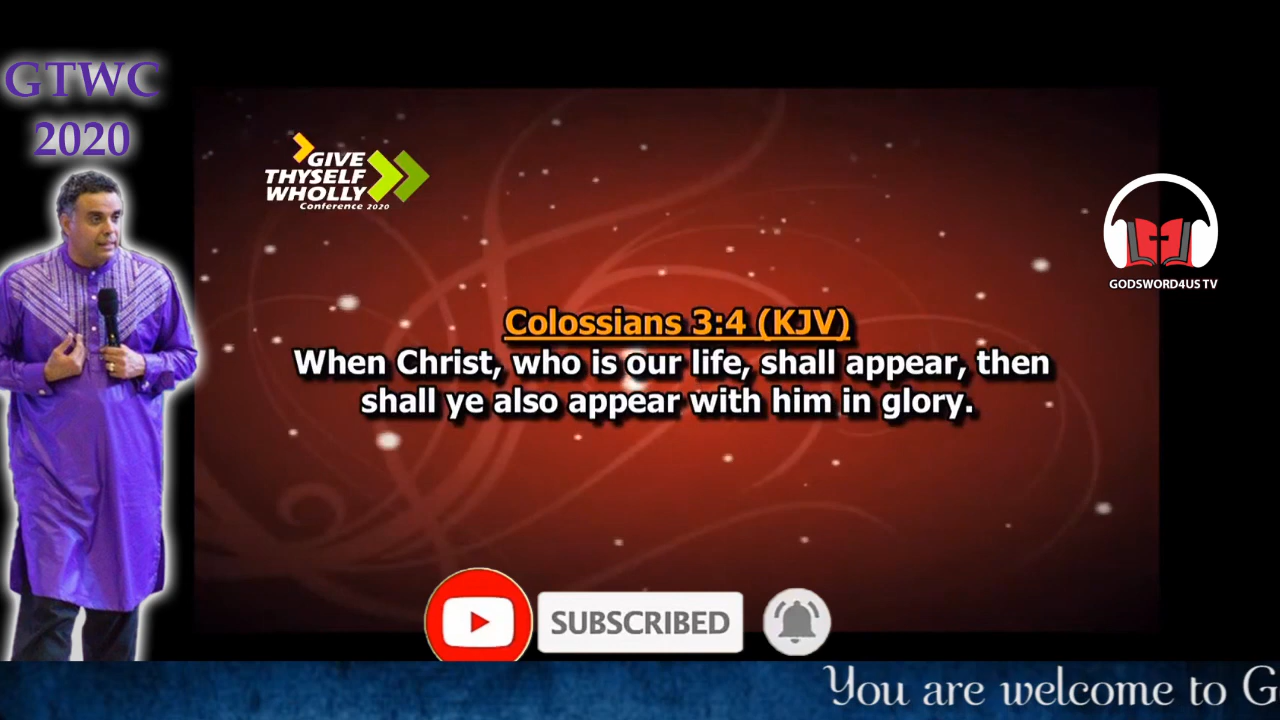 GTWC
2020
GIVE
THYSELF
WHOLLY
Conference 2020
GODSWORD4US TV
Colossians 3:4 (KJV)
When Christ, who is our life, shall appear, then
shall ye also appear with him in glory.
SUBSCRIBED
You are welcome to G